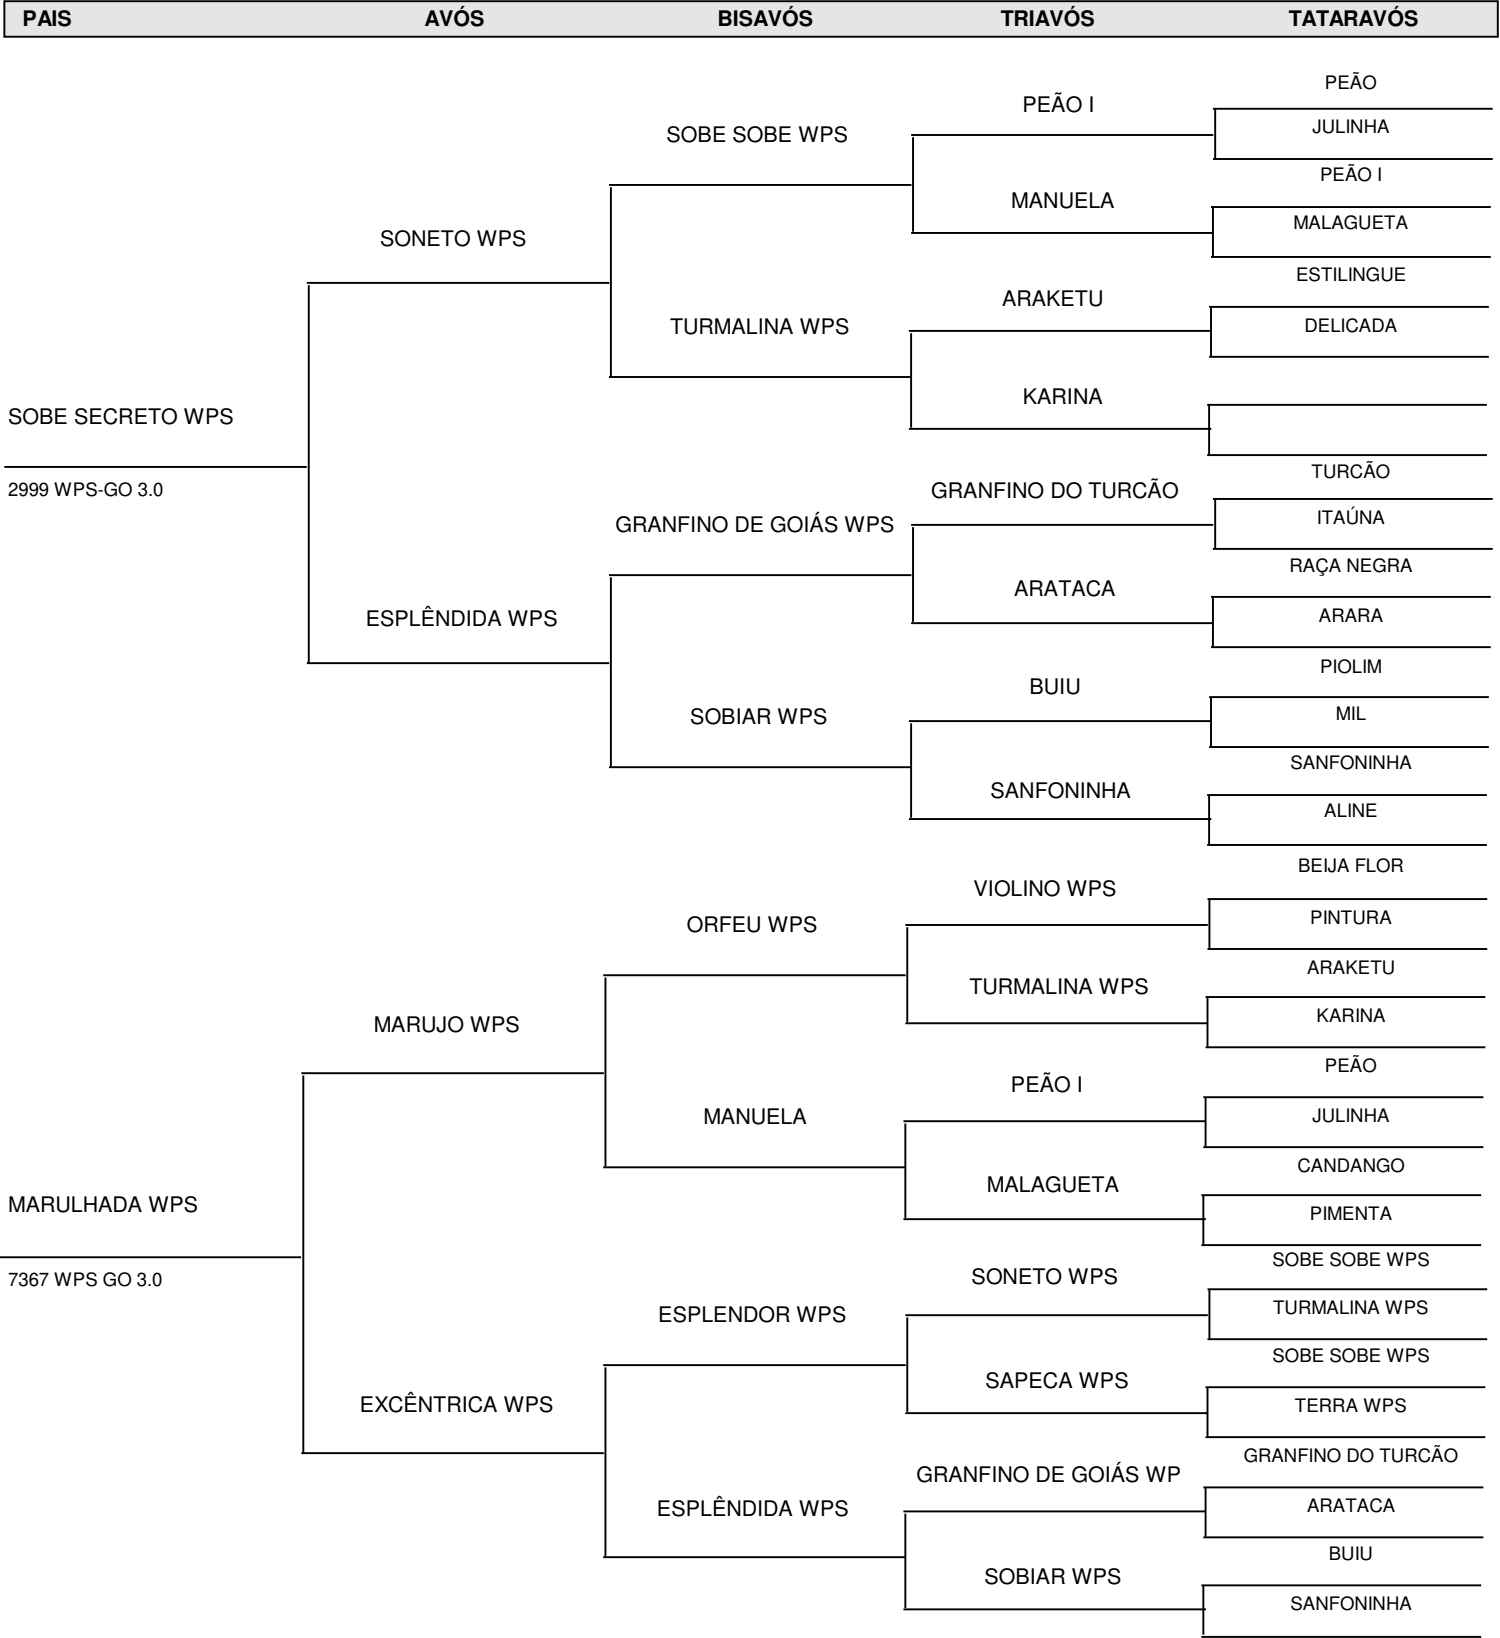 PAIS AVÓS BISAVÓS TRIAVÓS TATARAVÓS
PEÃO
PEÃO I
JULINHA
SOBE SOBE WPS
PEÃO I
MANUELA
MALAGUETA
SONETO WPS
ESTILINGUE
ARAKETU
DELICADA
TURMALINA WPS
KARINA
SOBE SECRETO WPS
2999 WPS-GO 3.0
TURCÃO
GRANFINO DO TURCÃO
ITAÚNA
GRANFINO DE GOIÁS WPS
RAÇA NEGRA
ARATACA
ARARA
ESPLÊNDIDA WPS
PIOLIM
BUIU
MIL
SOBIAR WPS
SANFONINHA
SANFONINHA
ALINE
BEIJA FLOR
VIOLINO WPS
PINTURA
ORFEU WPS
ARAKETU
TURMALINA WPS
KARINA
MARUJO WPS
PEÃO
PEÃO I
JULINHA
MANUELA
CANDANGO
MALAGUETA
PIMENTA
MARULHADA WPS
7367 WPS GO 3.0
SOBE SOBE WPS
SONETO WPS
TURMALINA WPS
ESPLENDOR WPS
SOBE SOBE WPS
SAPECA WPS
TERRA WPS
EXCÊNTRICA WPS
GRANFINO DO TURCÃO
GRANFINO DE GOIÁS WP
ARATACA
ESPLÊNDIDA WPS
BUIU
SOBIAR WPS
SANFONINHA